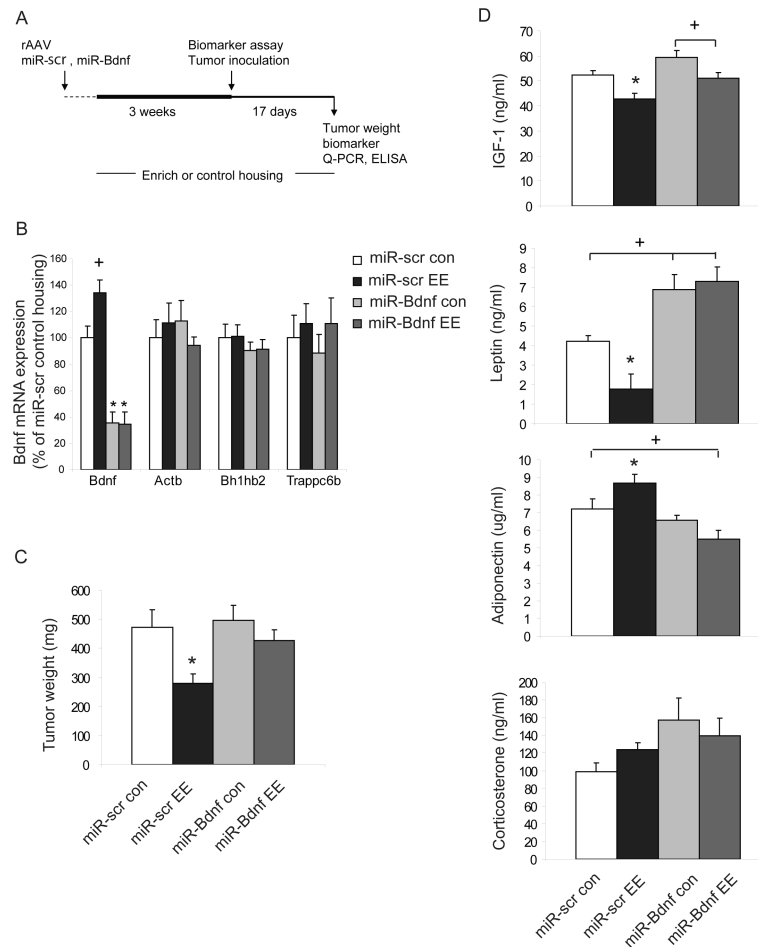 A
rAAV
miR-scr , miR-Bdnf
Biomarker assay
Tumor inoculation
3 weeks
17 days
Tumor weight
biomarker
Q-PCR, ELISA
Enrich or control housing
B
Bdnf mRNA expression
(% of miR-scr control housing)
160
140
120
100
80
60
40
20
0
+
* *
Bdnf
Actb
Bh1hb2
Trappc6b
miR-scr con
miR-scr EE
miR-Bdnf con
miR-Bdnf EE
C
Tumor weight (mg)
600
500
400
300
200
100
0
*
miR-scr con
miR-scr EE
miR-Bdnf con
miR-Bdnf EE
D
IGF-1 (ng/ml)
70
60
50
40
30
20
10
0
*
+
Leptin (ng/ml)
9
8
7
6
5
4
3
2
1
0
+
*
Adiponectin (ug/ml)
10
9
8
7
6
5
4
3
2
1
0
+
*
Corticosterone (ng/ml)
200
180
160
140
120
100
80
60
40
20
0
miR-scr con
miR-scr EE
miR-Bdnf con
miR-Bdnf EE